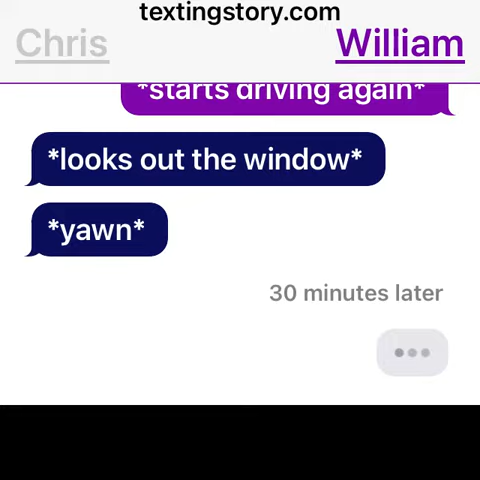 textingstory.com
Chris
William
*starts driving again*
*looks out the window*
*yawn*
30 minutes later